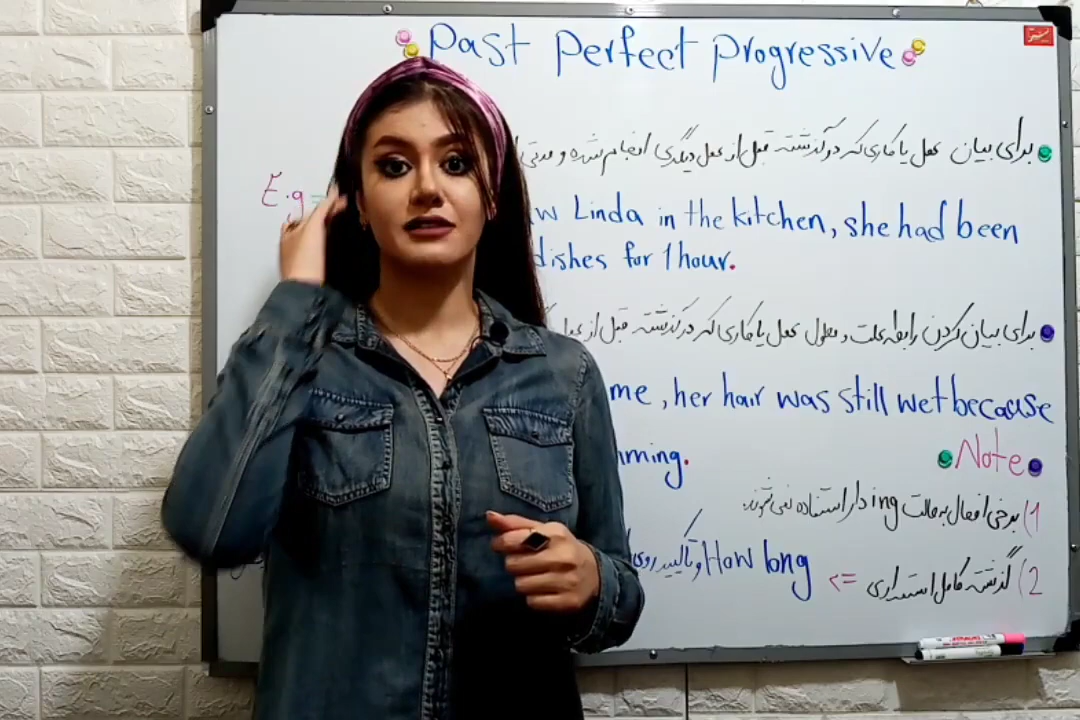 Past Perfect Progressive
برای بیان عمل یا کاری که در گذشته قبل از عمل دیگری انجام شده و مدتی
E.g
Linda in the kitchen, she had been
dishes for 1 hour.
برای بیان کردن رابطه علت و معلول عمل یا کاری که در گذشته قبل از عمل
me, her hair was still wet because
mming.
Note
1) برخی افعال به حالت ing دار استفاده نمی شوند.
2) گذشته کامل استمراری => How long و تأکید روی